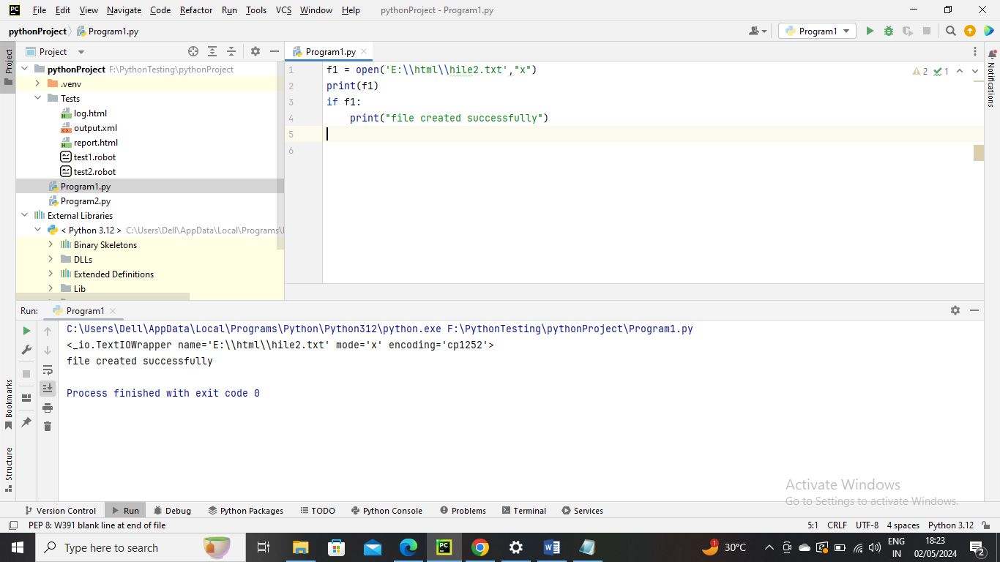 PC File Edit View Navigate Code Refactor Run Tools VCS Window Help pythonProject - Program1.py
pythonProject Program1.py Program1
Project
Project
pythonProject F:\PythonTesting\pythonProject
.venv
Tests
log.html
output.xml
report.html
test1.robot
test2.robot
Program1.py
Program2.py
External Libraries
< Python 3.12 > C:\Users\Dell\AppData\Local\Programs\
Binary Skeletons
DLLs
Extended Definitions
Lib
Program1.py
1 f1 = open('E:\\html\\hile2.txt',"x")
2 print(f1)
3 if f1:
4 print("file created successfully")
5
6
2 1
Notifications
Run: Program1
C:\Users\Dell\AppData\Local\Programs\Python\Python312\python.exe F:\PythonTesting\pythonProject\Program1.py
<_io.TextIOWrapper name='E:\\html\\hile2.txt' mode='x' encoding='cp1252'>
file created successfully
Process finished with exit code 0
Bookmarks
Structure
Activate Windows
Go to Settings to activate Windows.
Version Control Run Debug Python Packages TODO Python Console Problems Terminal Services
PEP 8: W391 blank line at end of file 5:1 CRLF UTF-8 4 spaces Python 3.12
Type here to search PC W 1 30°C ENG 18:23
IN 02/05/2024 2